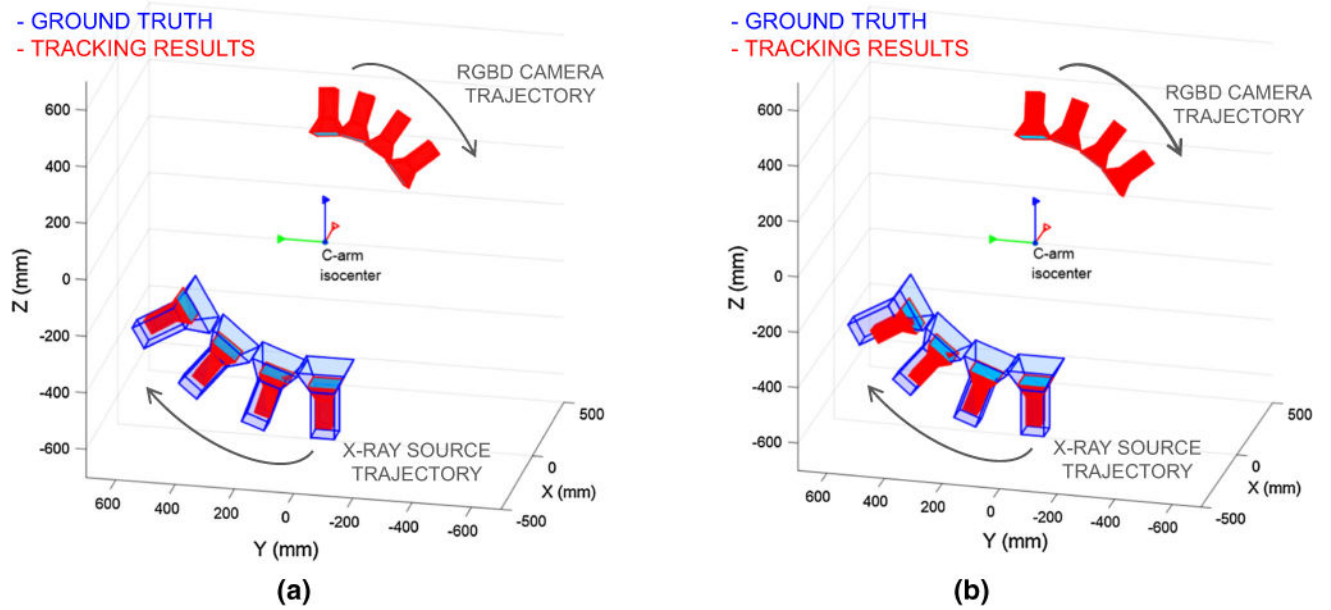 - GROUND TRUTH
- TRACKING RESULTS
RGBD CAMERA
TRAJECTORY
600
400
200
0
-200
-400
-600
Z (mm)
C-arm
isocenter
X-RAY SOURCE
TRAJECTORY
500
0
-500
X (mm)
600
400
200
0
-200
-400
-600
Y (mm)
(a)
- GROUND TRUTH
- TRACKING RESULTS
RGBD CAMERA
TRAJECTORY
600
400
200
0
-200
-400
-600
Z (mm)
C-arm
isocenter
X-RAY SOURCE
TRAJECTORY
500
0
-500
X (mm)
600
400
200
0
-200
-400
-600
Y (mm)
(b)